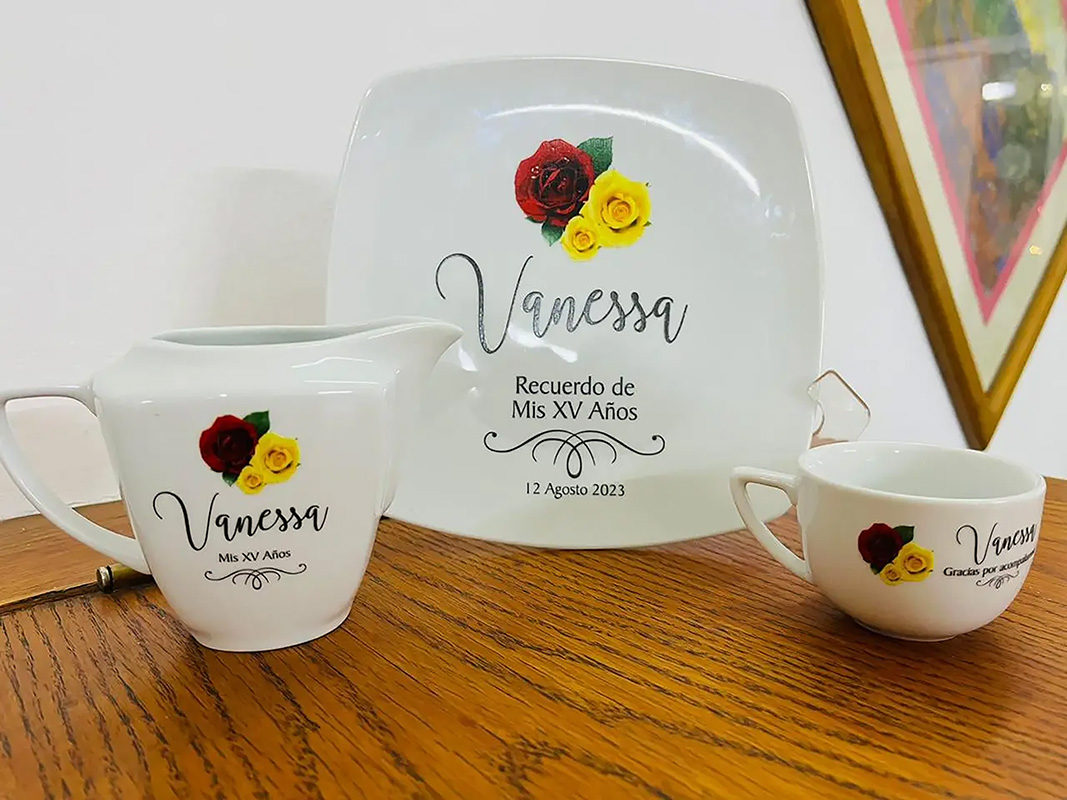 Vanessa
Recuerdo de
Mis XV Años
12 Agosto 2023
Vanessa
Mis XV Años
Vanessa
Gracias por